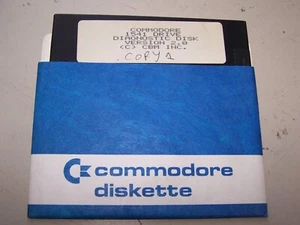 COMMODORE
1541 DRIVE
DIAGNOSTIC DISK
VERSION 2.0
(C) CBM INC.
COPY 1
commodore
diskette